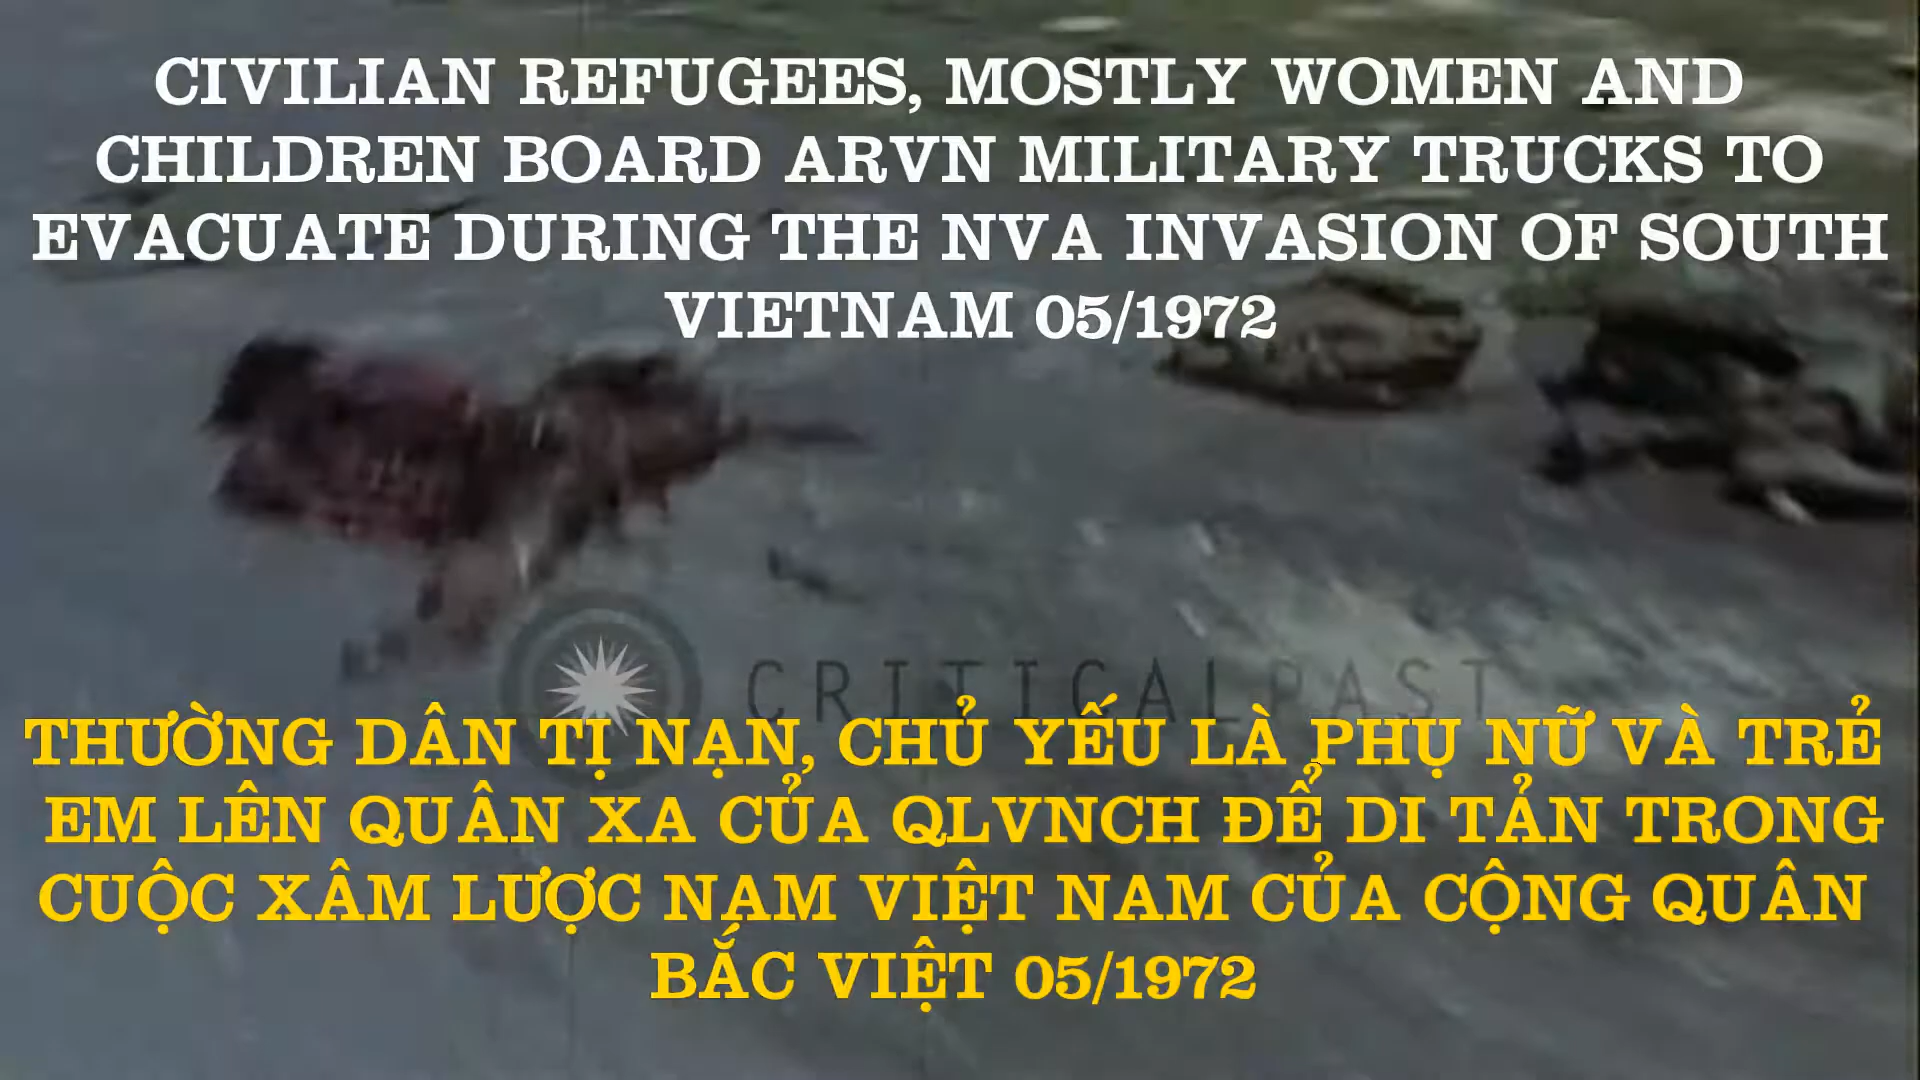 CIVILIAN REFUGEES, MOSTLY WOMEN AND
CHILDREN BOARD ARVN MILITARY TRUCKS TO
EVACUATE DURING THE NVA INVASION OF SOUTH
VIETNAM 05/1972
CRITICALPAST
THƯỜNG DÂN TỊ NẠN, CHỦ YẾU LÀ PHỤ NỮ VÀ TRẺ
EM LÊN QUÂN XA CỦA QLVNCH ĐỂ DI TẢN TRONG
CUỘC XÂM LƯỢC NAM VIỆT NAM CỦA CỘNG QUÂN
BẮC VIỆT 05/1972